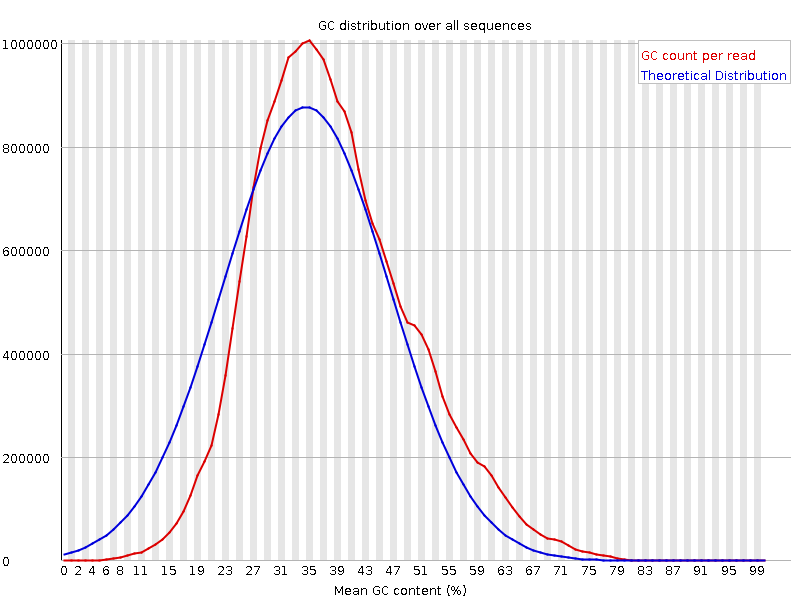 GC distribution over all sequences
GC count per read
Theoretical Distribution
1000000
800000
600000
400000
200000
0
0 2 4 6 8 11 15 19 23 27 31 35 39 43 47 51 55 59 63 67 71 75 79 83 87 91 95 99
Mean GC content (%)